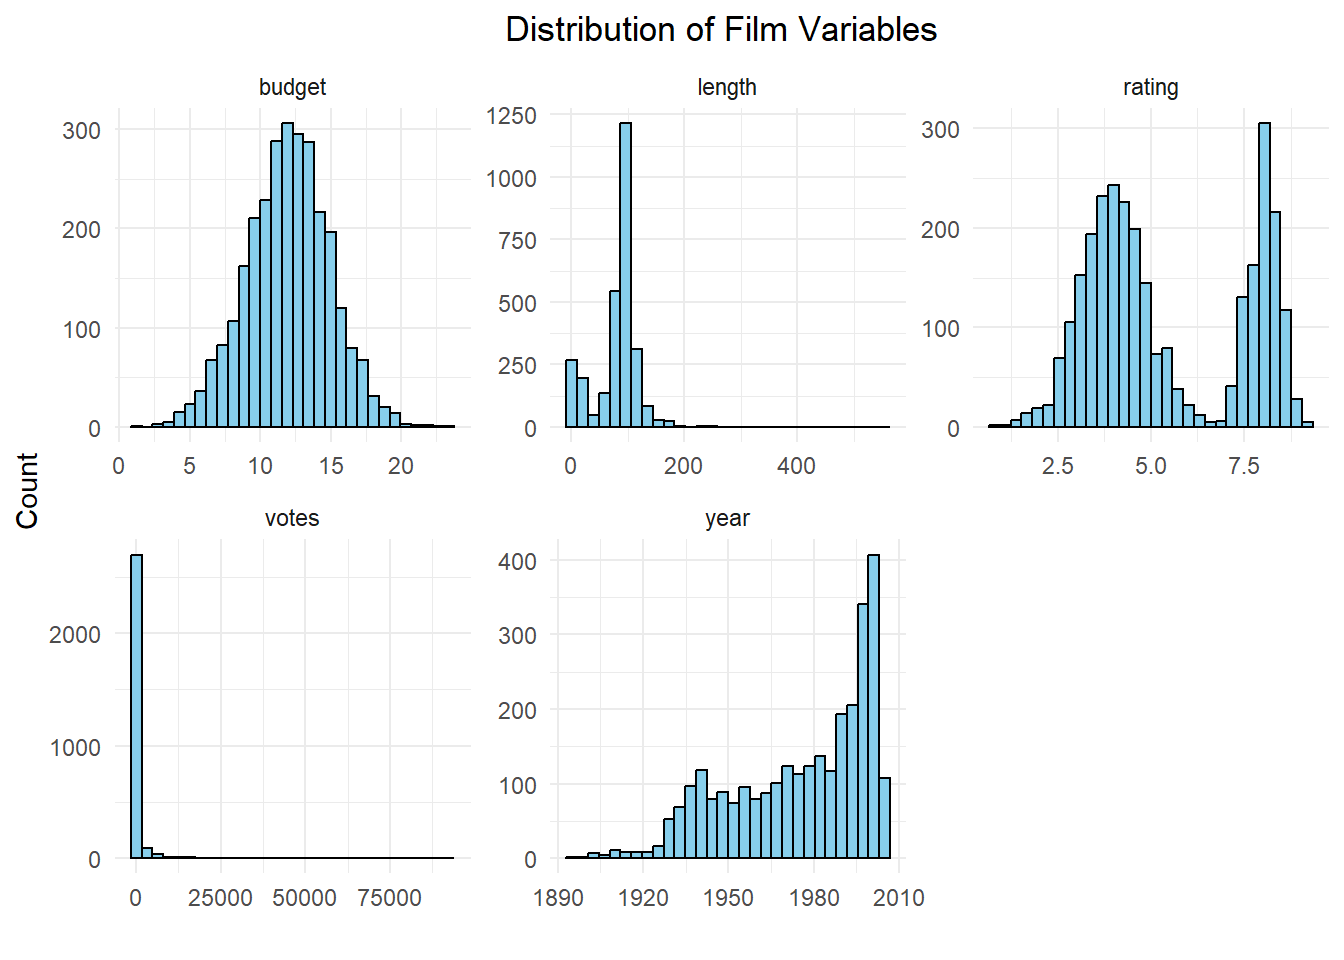 Distribution of Film Variables
budget length rating
300
200
100
0
0 5 10 15 20
1250
1000
750
500
250
0
0 200 400
300
200
100
0
2.5 5.0 7.5
Count
votes year
2000
1000
0
0 25000 50000 75000
400
300
200
100
0
1890 1920 1950 1980 2010